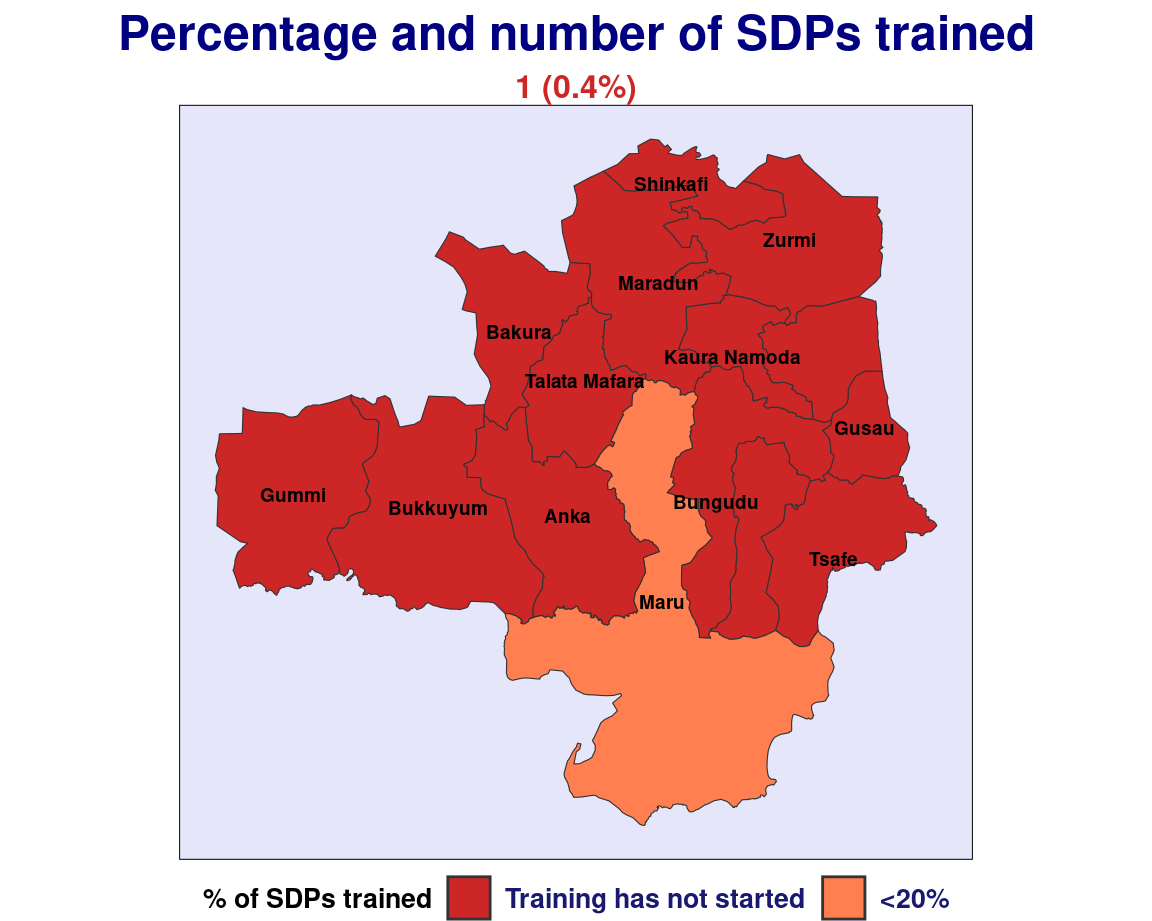 Percentage and number of SDPs trained
1 (0.4%)
Shinkafi
Zurmi
Maradun
Bakura
Kaura Namoda
Talata Mafara
Gusau
Gummi
Bukkuyum
Anka
Bungudu
Tsafe
Maru
% of SDPs trained Training has not started <20%